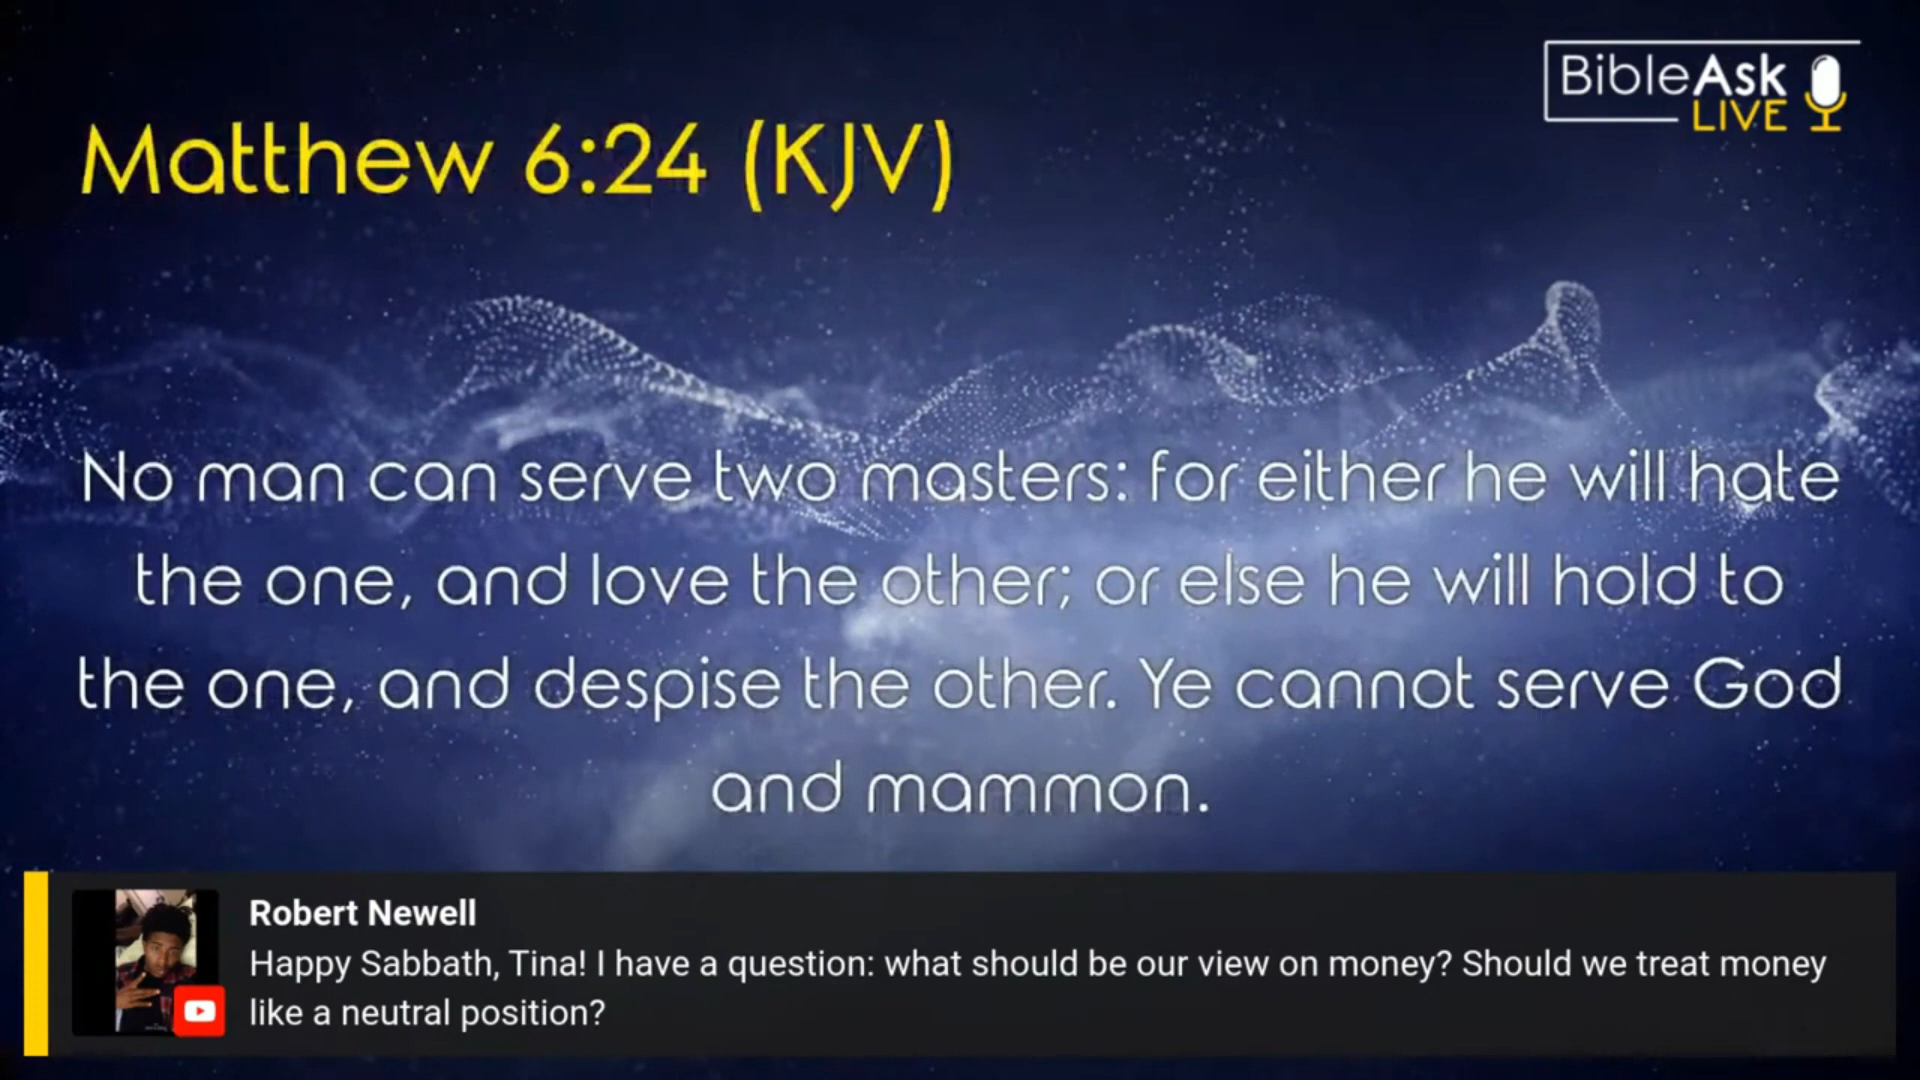 BibleAsk
LIVE
Matthew 6:24 (KJV)
No man can serve two masters: for either he will hate
the one, and love the other; or else he will hold to
the one, and despise the other. Ye cannot serve God
and mammon.
Robert Newell
Happy Sabbath, Tina! I have a question: what should be our view on money? Should we treat money
like a neutral position?